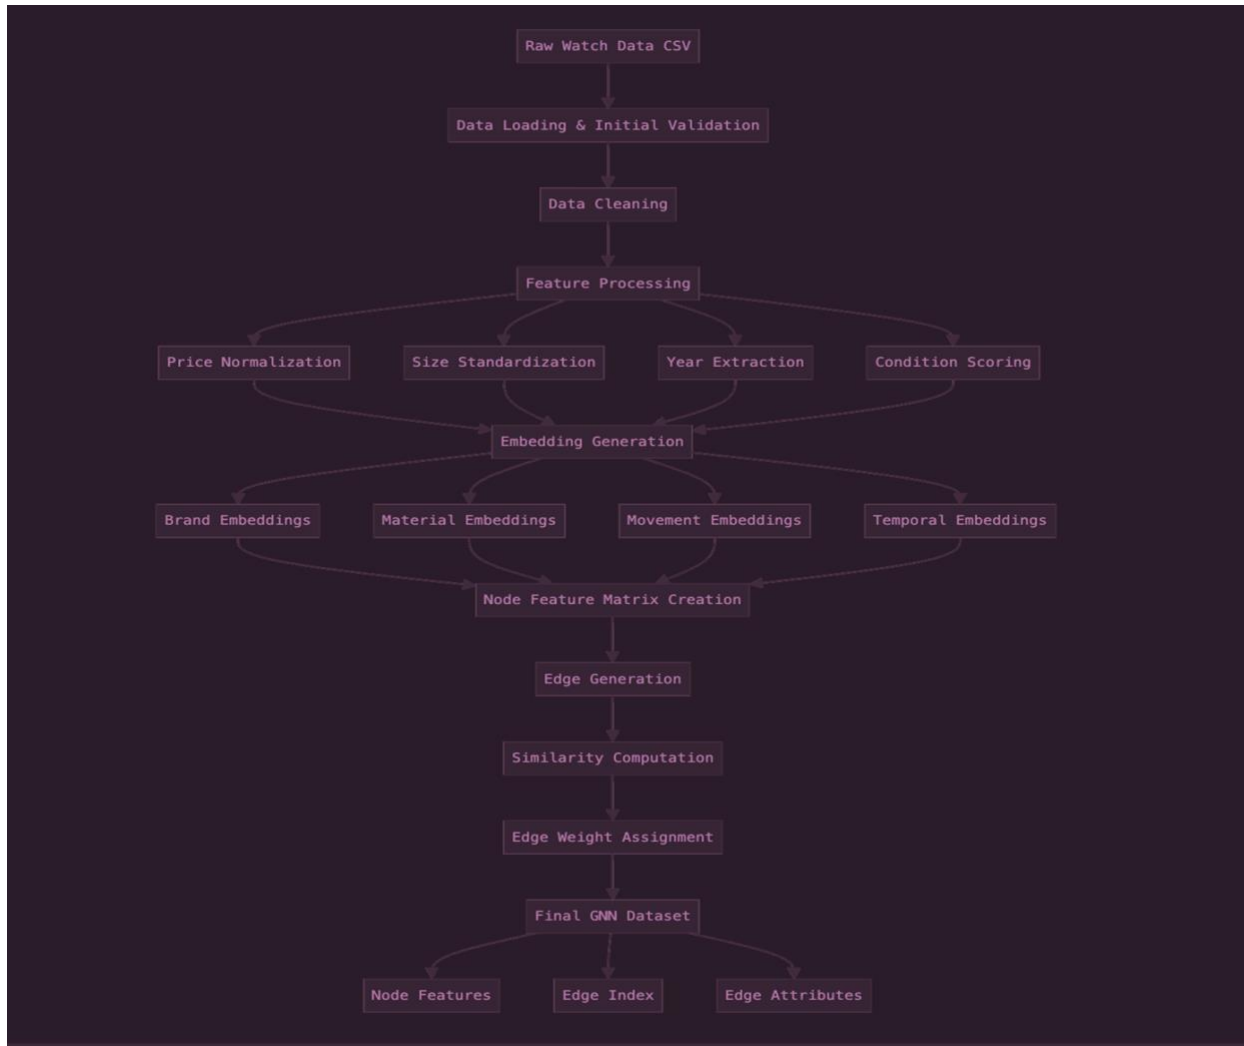 Raw Watch Data CSV
Data Loading & Initial Validation
Data Cleaning
Feature Processing
Price Normalization
Size Standardization
Year Extraction
Condition Scoring
Embedding Generation
Brand Embeddings
Material Embeddings
Movement Embeddings
Temporal Embeddings
Node Feature Matrix Creation
Edge Generation
Similarity Computation
Edge Weight Assignment
Final GNN Dataset
Node Features
Edge Index
Edge Attributes